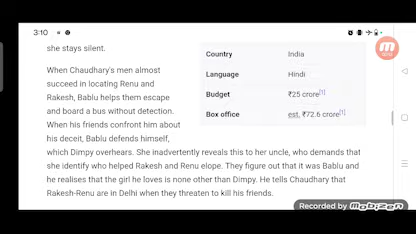 3:10
she stays silent.
Country India
When Chaudhary's men almost
Language Hindi
succeed in locating Renu and
Budget ₹25 crore[1]
Rakesh, Bablu helps them escape
and board a bus without detection.
Box office est. ₹72.6 crore[1]
When his friends confront him about
his deceit, Bablu defends himself,
which Dimpy overhears. She inadvertently reveals this to her uncle, who demands that
she identify who helped Rakesh and Renu elope. They figure out that it was Bablu and
he realises that the girl he loves is none other than Dimpy. He tells Chaudhary that
Rakesh-Renu are in Delhi when they threaten to kill his friends.
Recorded by Mobizen